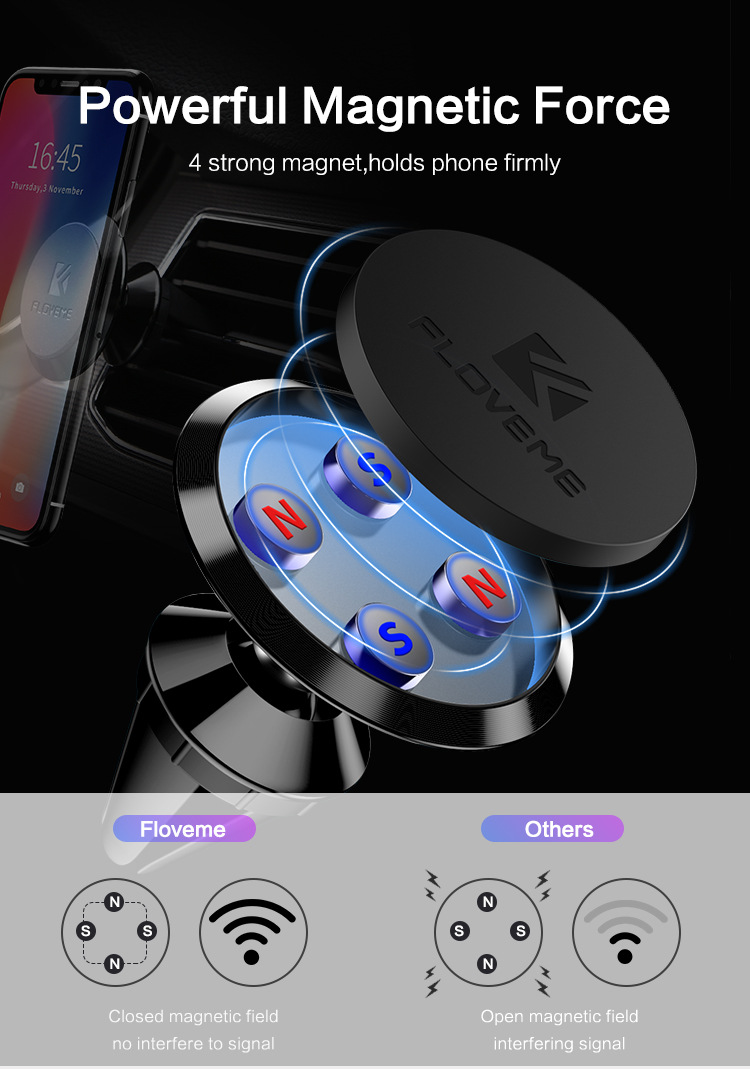 Powerful Magnetic Force
4 strong magnet,holds phone firmly
16:45
Thursday,3 November
FLOVEME
FLOVEME
S
N
N
S
Floveme
Others
N
S S
N
N
S S
N
Closed magnetic field
no interfere to signal
Open magnetic field
interfering signal